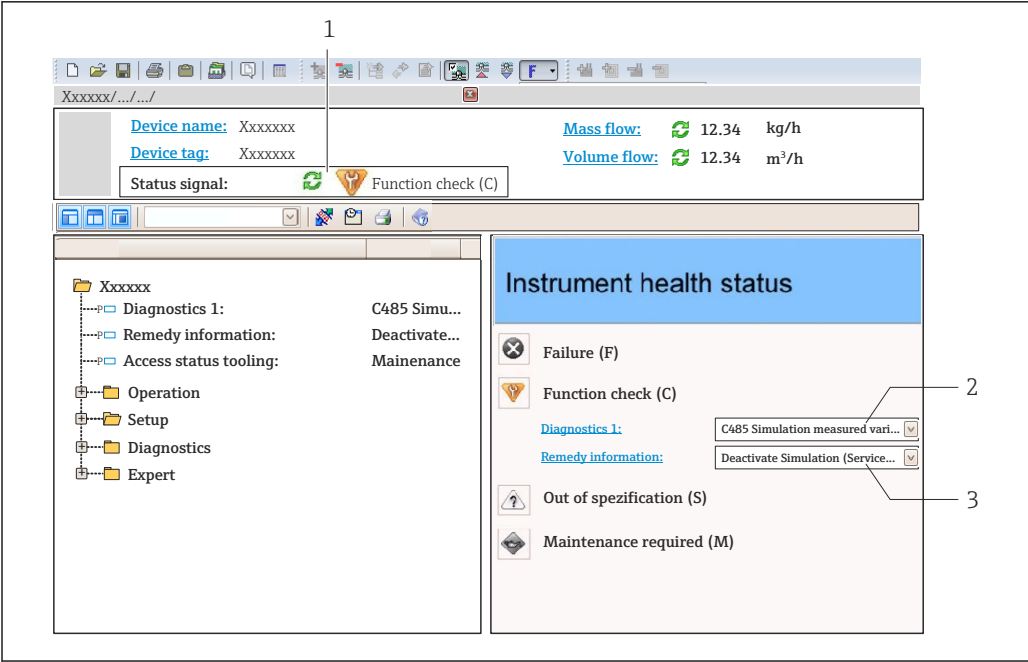 1
F
Xxxxxx/.../.../
Device name: Xxxxxxx
Mass flow: 12.34 kg/h
Device tag: Xxxxxxx
Volume flow: 12.34 m³/h
Status signal: Function check (C)
Xxxxxx
Diagnostics 1: C485 Simu...
Remedy information: Deactivate...
Access status tooling: Mainenance
Operation
Setup
Diagnostics
Expert
Instrument health status
Failure (F)
Function check (C)
2
Diagnostics 1: C485 Simulation measured vari...
Remedy information: Deactivate Simulation (Service...
Out of spezification (S)
3
Maintenance required (M)